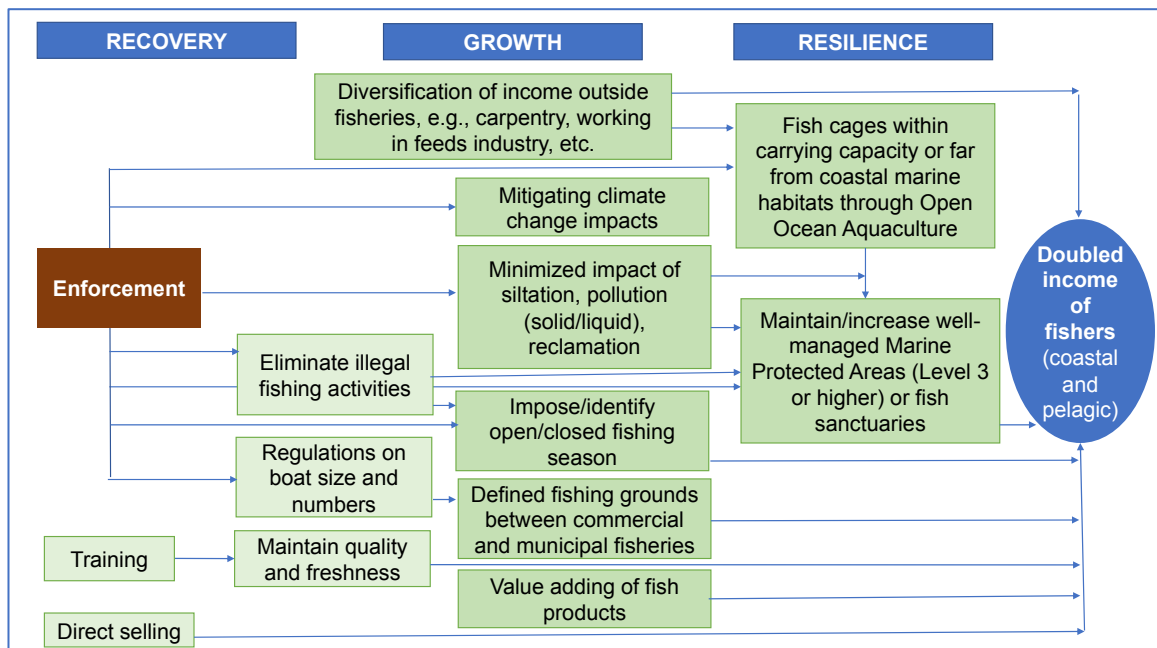 RECOVERY
GROWTH
RESILIENCE
Diversification of income outside
fisheries, e.g., carpentry, working
in feeds industry, etc.
Fish cages within
carrying capacity or far
from coastal marine
habitats through Open
Ocean Aquaculture
Mitigating climate
change impacts
Enforcement
Minimized impact of
siltation, pollution
(solid/liquid),
reclamation
Doubled
income
of
fishers
(coastal
and
pelagic)
Maintain/increase well-
managed Marine
Protected Areas (Level 3
or higher) or fish
sanctuaries
Eliminate illegal
fishing activities
Impose/identify
open/closed fishing
season
Regulations on
boat size and
numbers
Defined fishing grounds
between commercial
and municipal fisheries
Training
Maintain quality
and freshness
Value adding of fish
products
Direct selling